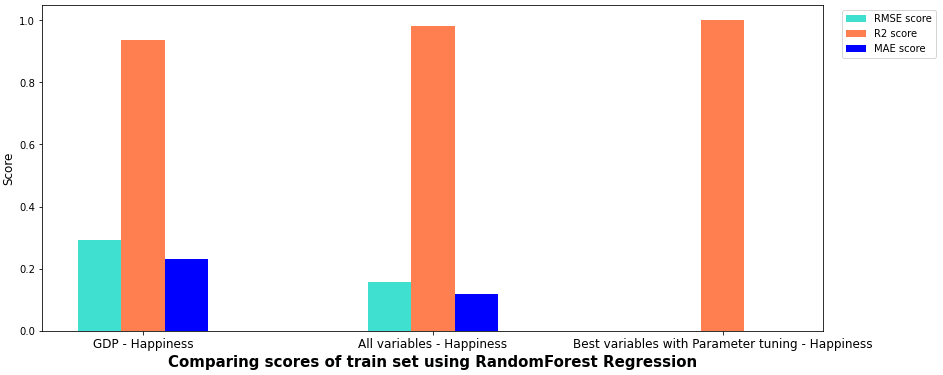 RMSE score
R2 score
MAE score
1.0
0.8
0.6
0.4
0.2
0.0
Score
GDP - Happiness
All variables - Happiness
Best variables with Parameter tuning - Happiness
Comparing scores of train set using RandomForest Regression